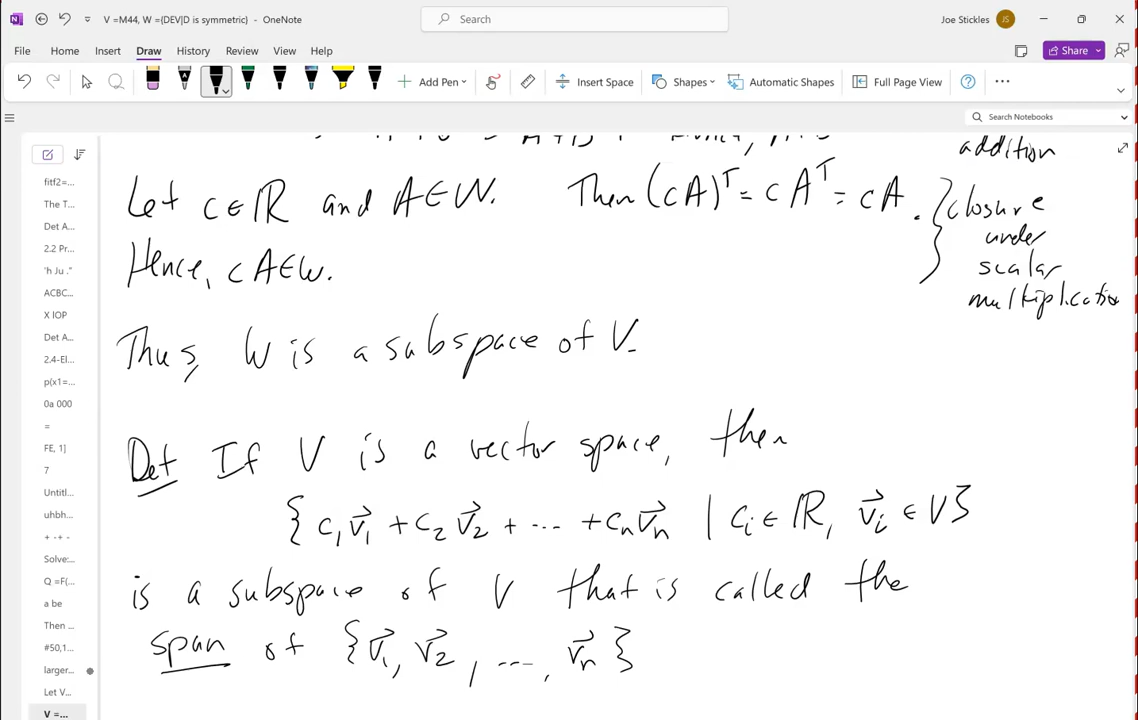 V =M44, W ={DEV|D is symmetric) - OneNote
Search
Joe Stickles
File Home Insert Draw History Review View Help
Share
Add Pen
Insert Space
Shapes
Automatic Shapes
Full Page View
Search Notebooks
fitf2=...
The T...
Det A...
2.2 Pr...
'h Ju ."
ACBC...
X IOP
Det A...
2.4-El...
p(x1=...
0a 000
=
FE, 1]
7
Untitl...
uhbh...
+ -+ -
Solve:...
Q =F(...
a be
Then ...
#50,1...
larger...
Let V...
V =...
addition
Let c∈ℝ and A∈W. Then (cA)^T = cA^T = cA.
Hence, cA∈W.
} closure
under
scalar
multiplication
Thus, W is a subspace of V.
Def If V is a vector space, then
{ c₁v⃗₁ + c₂v⃗₂ + ... + cₙv⃗ₙ | cᵢ ∈ ℝ, v⃗ᵢ ∈ V }
is a subspace of V that is called the
span of { v⃗₁, v⃗₂, ..., v⃗ₙ }